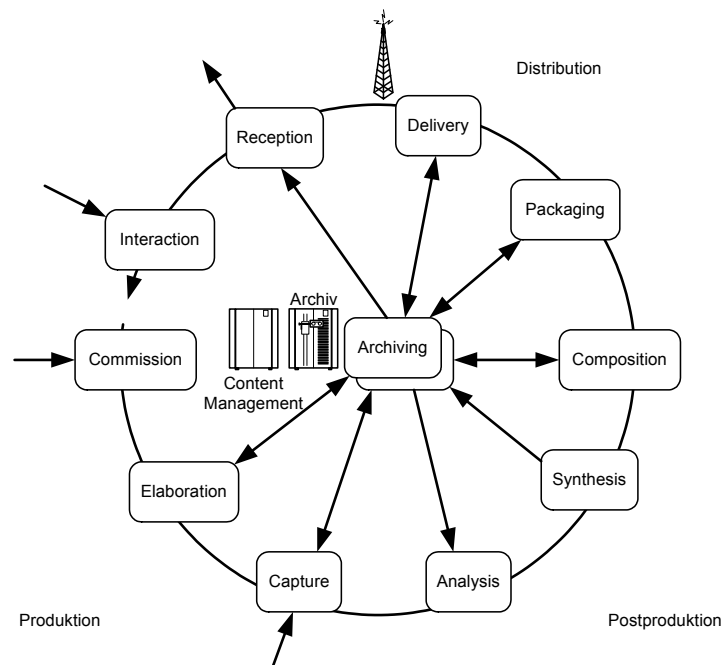 Distribution
Delivery
Reception
Packaging
Interaction
Archiv
Archiving
Commission
Composition
Content
Management
Synthesis
Elaboration
Capture
Analysis
Produktion
Postproduktion